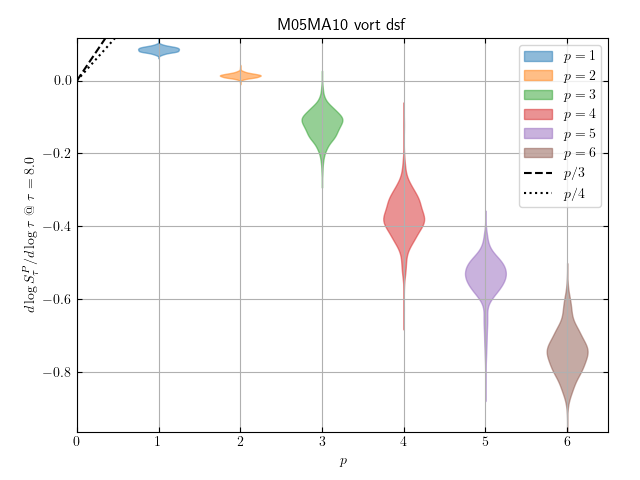 M05MA10 vort dsf
d log S_τ^P / d log τ @ τ = 8.0
0.0
−0.2
−0.4
−0.6
−0.8
0 1 2 3 4 5 6
p
p = 1
p = 2
p = 3
p = 4
p = 5
p = 6
p/3
p/4